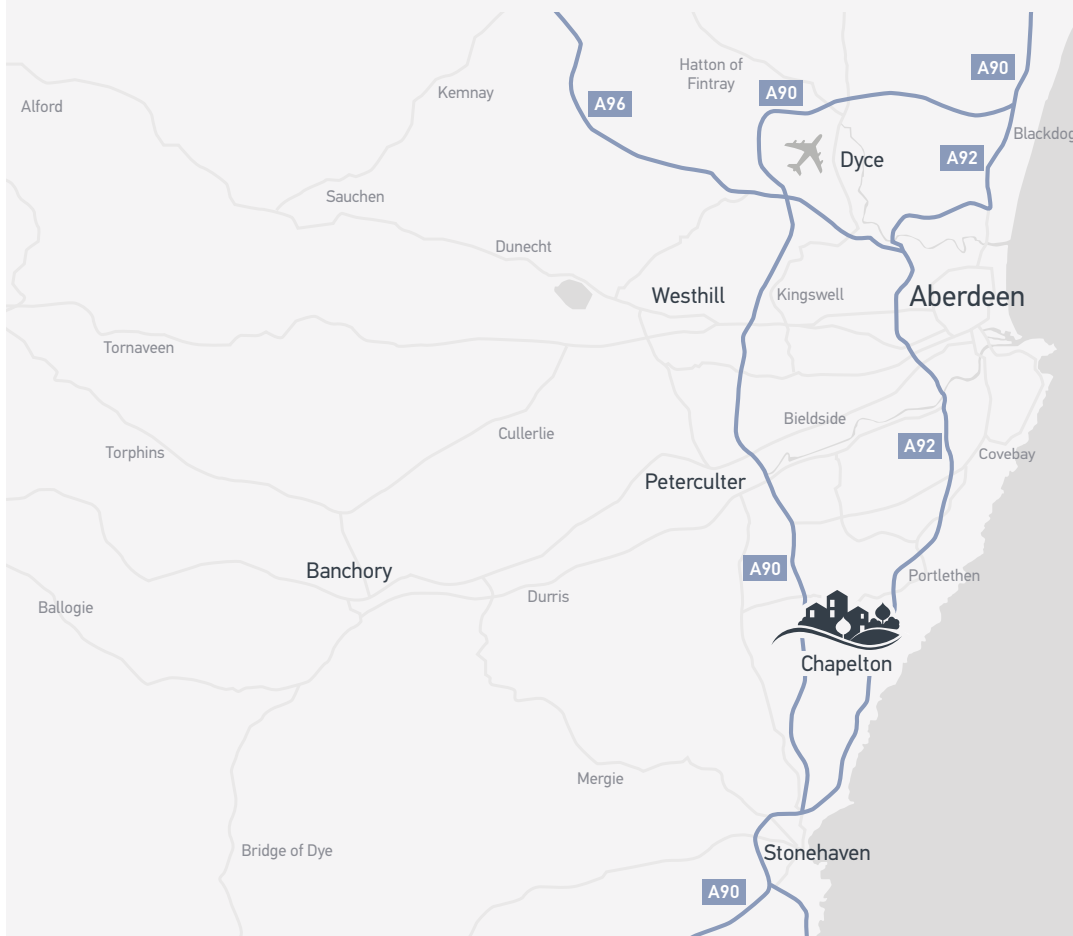 A90
Hatton of
Fintray
A90
Kemnay
A96
Alford
Blackdog
A92
Dyce
Sauchen
Dunecht
Westhill
Kingswell
Aberdeen
Tornaveen
Bieldside
Cullerlie
A92
Torphins
Covebay
Peterculter
A90
Banchory
Portlethen
Durris
Ballogie
Chapelton
Mergie
Bridge of Dye
Stonehaven
A90